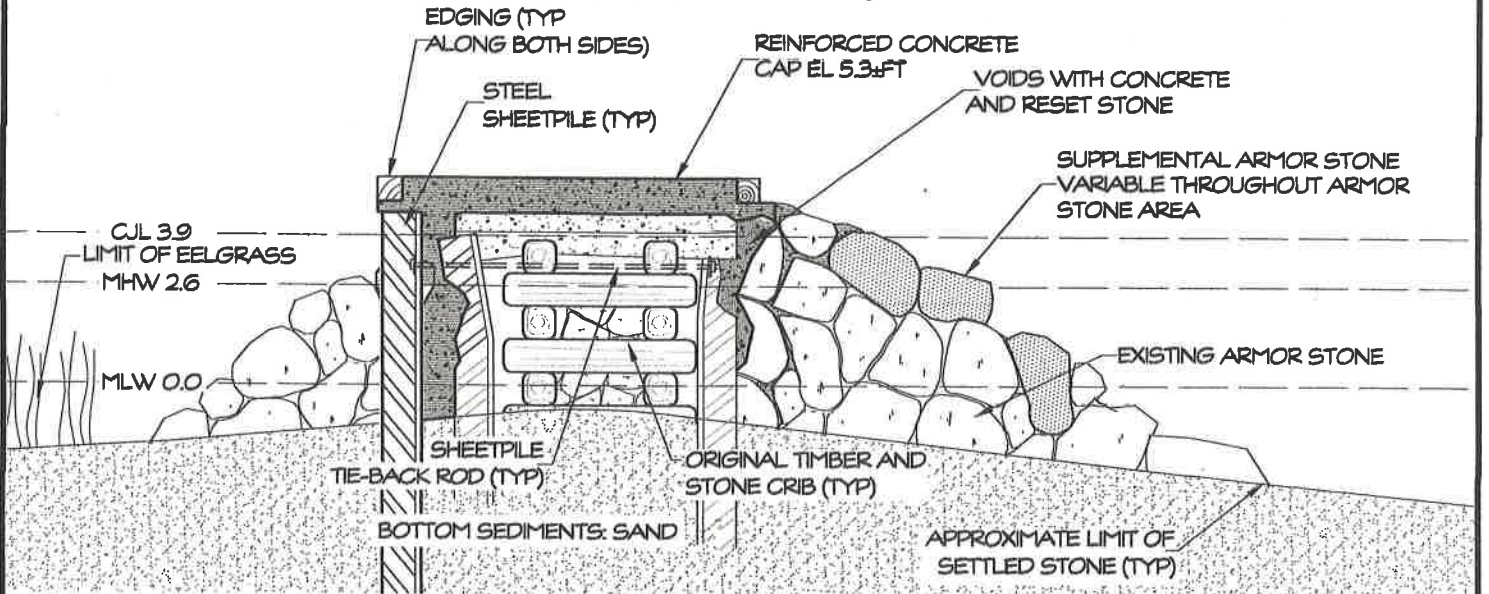 EDGING (TYP
ALONG BOTH SIDES)
REINFORCED CONCRETE
CAP EL 5.3±FT
STEEL
SHEETPILE (TYP)
VOIDS WITH CONCRETE
AND RESET STONE
SUPPLEMENTAL ARMOR STONE
VARIABLE THROUGHOUT ARMOR
STONE AREA
CJL 3.9
LIMIT OF EELGRASS
MHW 2.6
MLW 0.0
EXISTING ARMOR STONE
SHEETPILE
TIE-BACK ROD (TYP)
ORIGINAL TIMBER AND
STONE CRIB (TYP)
BOTTOM SEDIMENTS: SAND
APPROXIMATE LIMIT OF
SETTLED STONE (TYP)